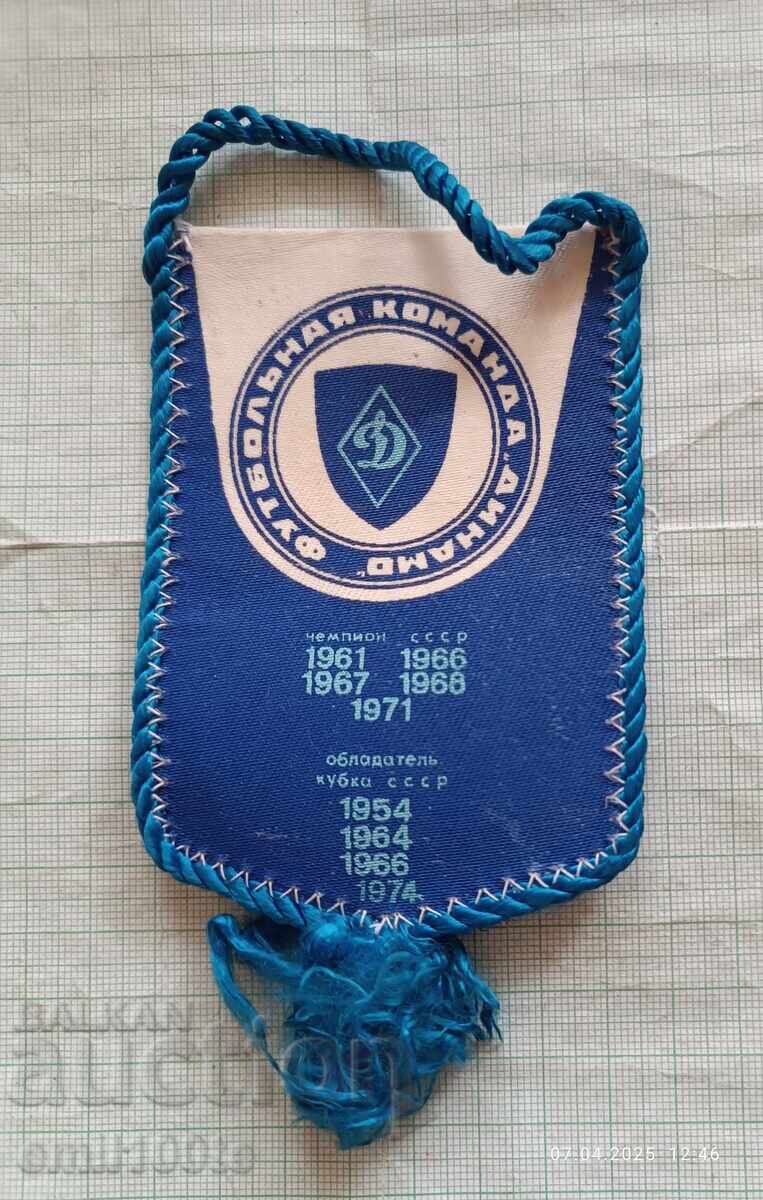 ФУТБОЛЬНАЯ КОМАНДА „ДИНАМО"
Д
чемпион ссср
1961 1966
1967 1968
1971
обладатель
кубка ссср
1954
1964
1966
1974
BALKAN
auction
emil100tc
07.04.2025 12:46